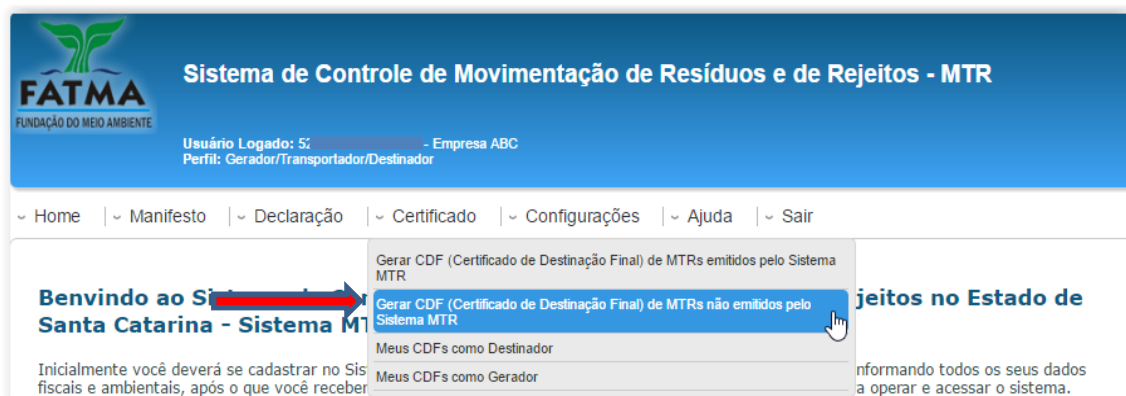 FATMA
FUNDAÇÃO DO MEIO AMBIENTE
Sistema de Controle de Movimentação de Resíduos e de Rejeitos - MTR
Usuário Logado: 52 - Empresa ABC
Perfil: Gerador/Transportador/Destinador
Home Manifesto Declaração Certificado Configurações Ajuda Sair
Gerar CDF (Certificado de Destinação Final) de MTRs emitidos pelo Sistema
MTR
Gerar CDF (Certificado de Destinação Final) de MTRs não emitidos pelo
Sistema MTR
Meus CDFs como Destinador
Meus CDFs como Gerador
Benvindo ao jeitos no Estado de
Santa Catarina - Sistema MT
Inicialmente você deverá se cadastrar no Sis nformando todos os seus dados
fiscais e ambientais, após o que você receber a operar e acessar o sistema.